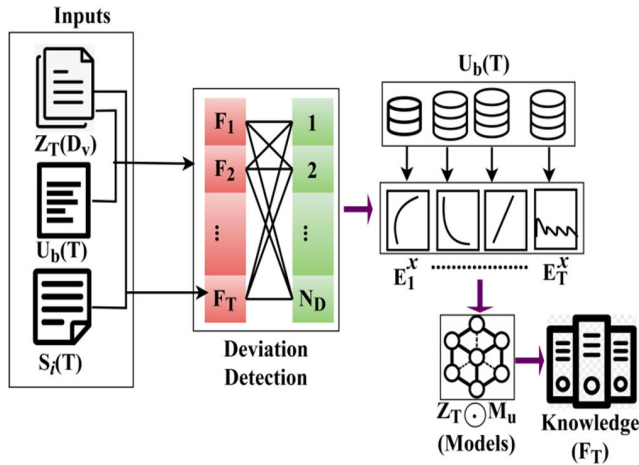 Inputs
Z_T(D_v)
U_b(T)
S_i(T)
F_1 1
F_2 2
⋮ ⋮
F_T N_D
Deviation
Detection
U_b(T)
E_1^x ............... E_T^x
Z_T ⊙ M_u
(Models)
Knowledge
(F_T)